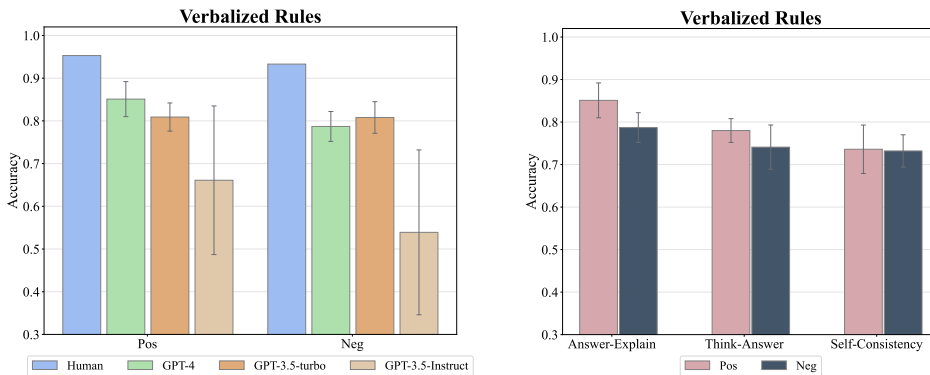 Verbalized Rules
Accuracy
1.0
0.9
0.8
0.7
0.6
0.5
0.4
0.3
Pos Neg
Human GPT-4 GPT-3.5-turbo GPT-3.5-Instruct
Verbalized Rules
Accuracy
1.0
0.9
0.8
0.7
0.6
0.5
0.4
0.3
Answer-Explain Think-Answer Self-Consistency
Pos Neg